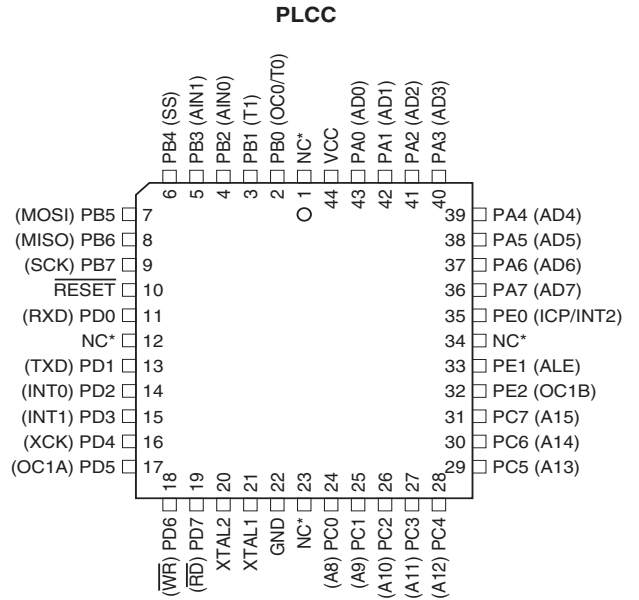 PLCC
PB4 (SS)
PB3 (AIN1)
PB2 (AIN0)
PB1 (T1)
PB0 (OC0/T0)
NC*
VCC
PA0 (AD0)
PA1 (AD1)
PA2 (AD2)
PA3 (AD3)
6
5
4
3
2
1
44
43
42
41
40
(MOSI) PB5 7
(MISO) PB6 8
(SCK) PB7 9
RESET 10
(RXD) PD0 11
NC* 12
(TXD) PD1 13
(INT0) PD2 14
(INT1) PD3 15
(XCK) PD4 16
(OC1A) PD5 17
39 PA4 (AD4)
38 PA5 (AD5)
37 PA6 (AD6)
36 PA7 (AD7)
35 PE0 (ICP/INT2)
34 NC*
33 PE1 (ALE)
32 PE2 (OC1B)
31 PC7 (A15)
30 PC6 (A14)
29 PC5 (A13)
18
19
20
21
22
23
24
25
26
27
28
(WR) PD6
(RD) PD7
XTAL2
XTAL1
GND
NC*
(A8) PC0
(A9) PC1
(A10) PC2
(A11) PC3
(A12) PC4